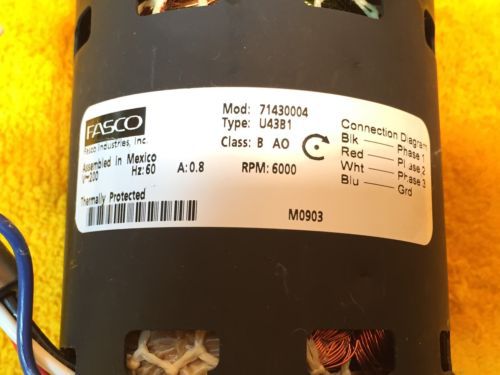 FASCO
Fasco Industries, Inc.
Assembled in Mexico
V~200 Hz:60 A:0.8
Thermally Protected
Mod: 71430004
Type: U43B1
Class: B AO
RPM: 6000
M0903
Connection Diagram
Blk Phase 1
Red Phase 2
Wht Phase 3
Blu Grd